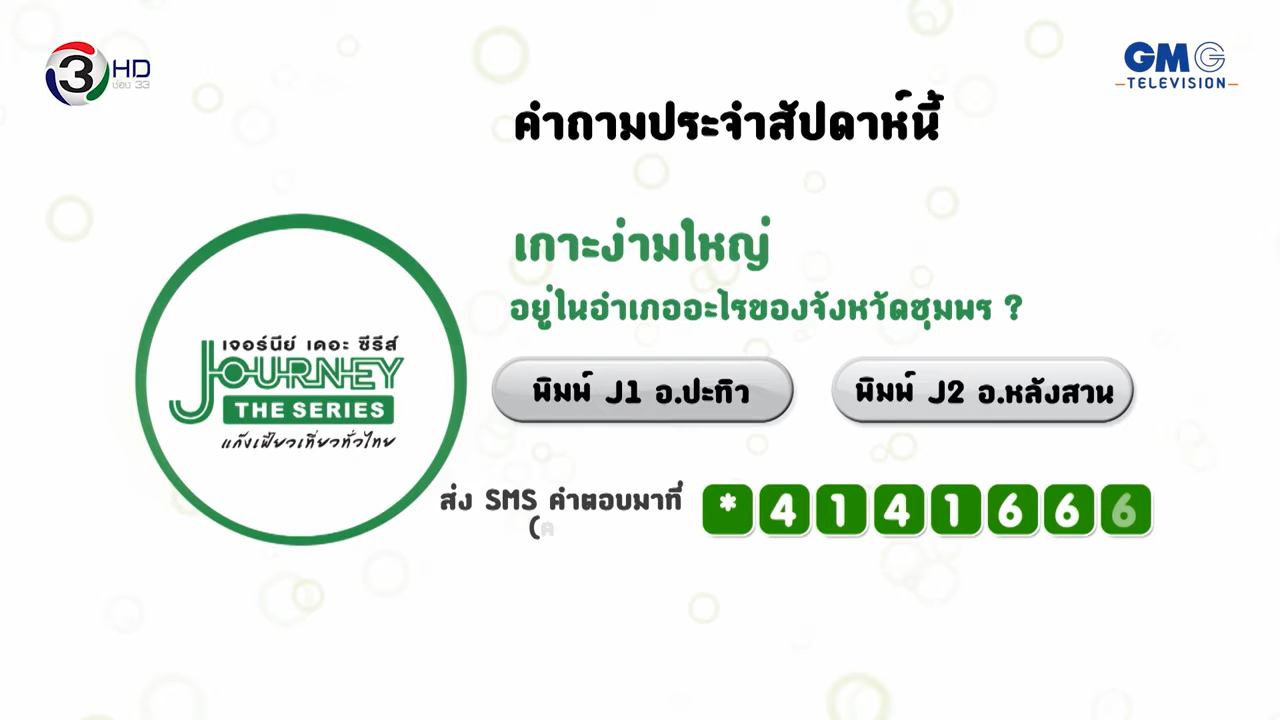 3 HD
ช่อง 33
GMG
TELEVISION
คำถามประจำสัปดาห์นี้
เกาะง่ามใหญ่
อยู่ในอำเภออะไรของจังหวัดชุมพร ?
เจอร์นีย์ เดอะ ซีรีส์
JOURNEY
THE SERIES
แก๊งเฟี้ยวเที่ยวทั่วไทย
พิมพ์ J1 อ.ปะทิว
พิมพ์ J2 อ.หลังสวน
ส่ง SMS คำตอบมาที่ *4141666
(ค